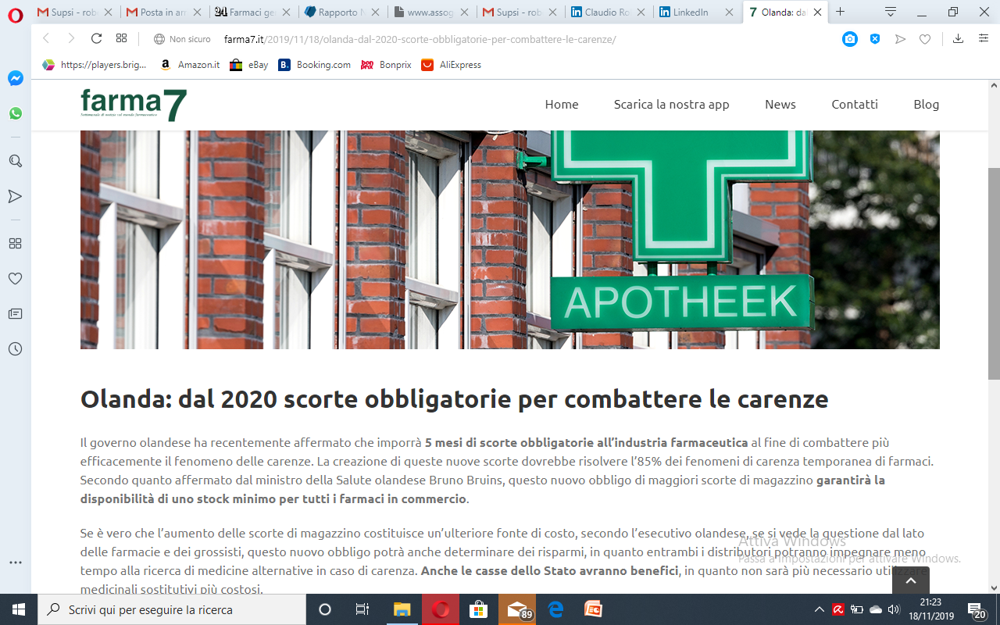 Supsi - rob
Posta in arr
Farmaci ge
Rapporto N
www.assog
Supsi - rob
Claudio Ro
LinkedIn
7 Olanda: da
Non sicuro farma7.it/2019/11/18/olanda-dal-2020-scorte-obbligatorie-per-combattere-le-carenze/
https://players.brig...
Amazon.it
eBay
B. Booking.com
Bonprix
AliExpress
farma7
Home
Scarica la nostra app
News
Contatti
Blog
APOTHEEK
Olanda: dal 2020 scorte obbligatorie per combattere le carenze
Il governo olandese ha recentemente affermato che imporrà 5 mesi di scorte obbligatorie all’industria farmaceutica al fine di combattere più
efficacemente il fenomeno delle carenze. La creazione di queste nuove scorte dovrebbe risolvere l’85% dei fenomeni di carenza temporanea di farmaci.
Secondo quanto affermato dal ministro della Salute olandese Bruno Bruins, questo nuovo obbligo di maggiori scorte di magazzino garantirà la
disponibilità di uno stock minimo per tutti i farmaci in commercio.
Se è vero che l’aumento delle scorte di magazzino costituisce un’ulteriore fonte di costo, secondo l’esecutivo olandese, se si vede la questione dal lato
delle farmacie e dei grossisti, questo nuovo obbligo potrà anche determinare dei risparmi, in quanto entrambi i distributori potranno impegnare meno
tempo alla ricerca di medicine alternative in caso di carenza. Anche le casse dello Stato avranno benefici, in quanto non sarà più necessario utilizzare
medicinali sostitutivi più costosi.
Attiva Windows
Passa a Impostazioni per attivare Windows.
Scrivi qui per eseguire la ricerca
89
21:23
18/11/2019
20